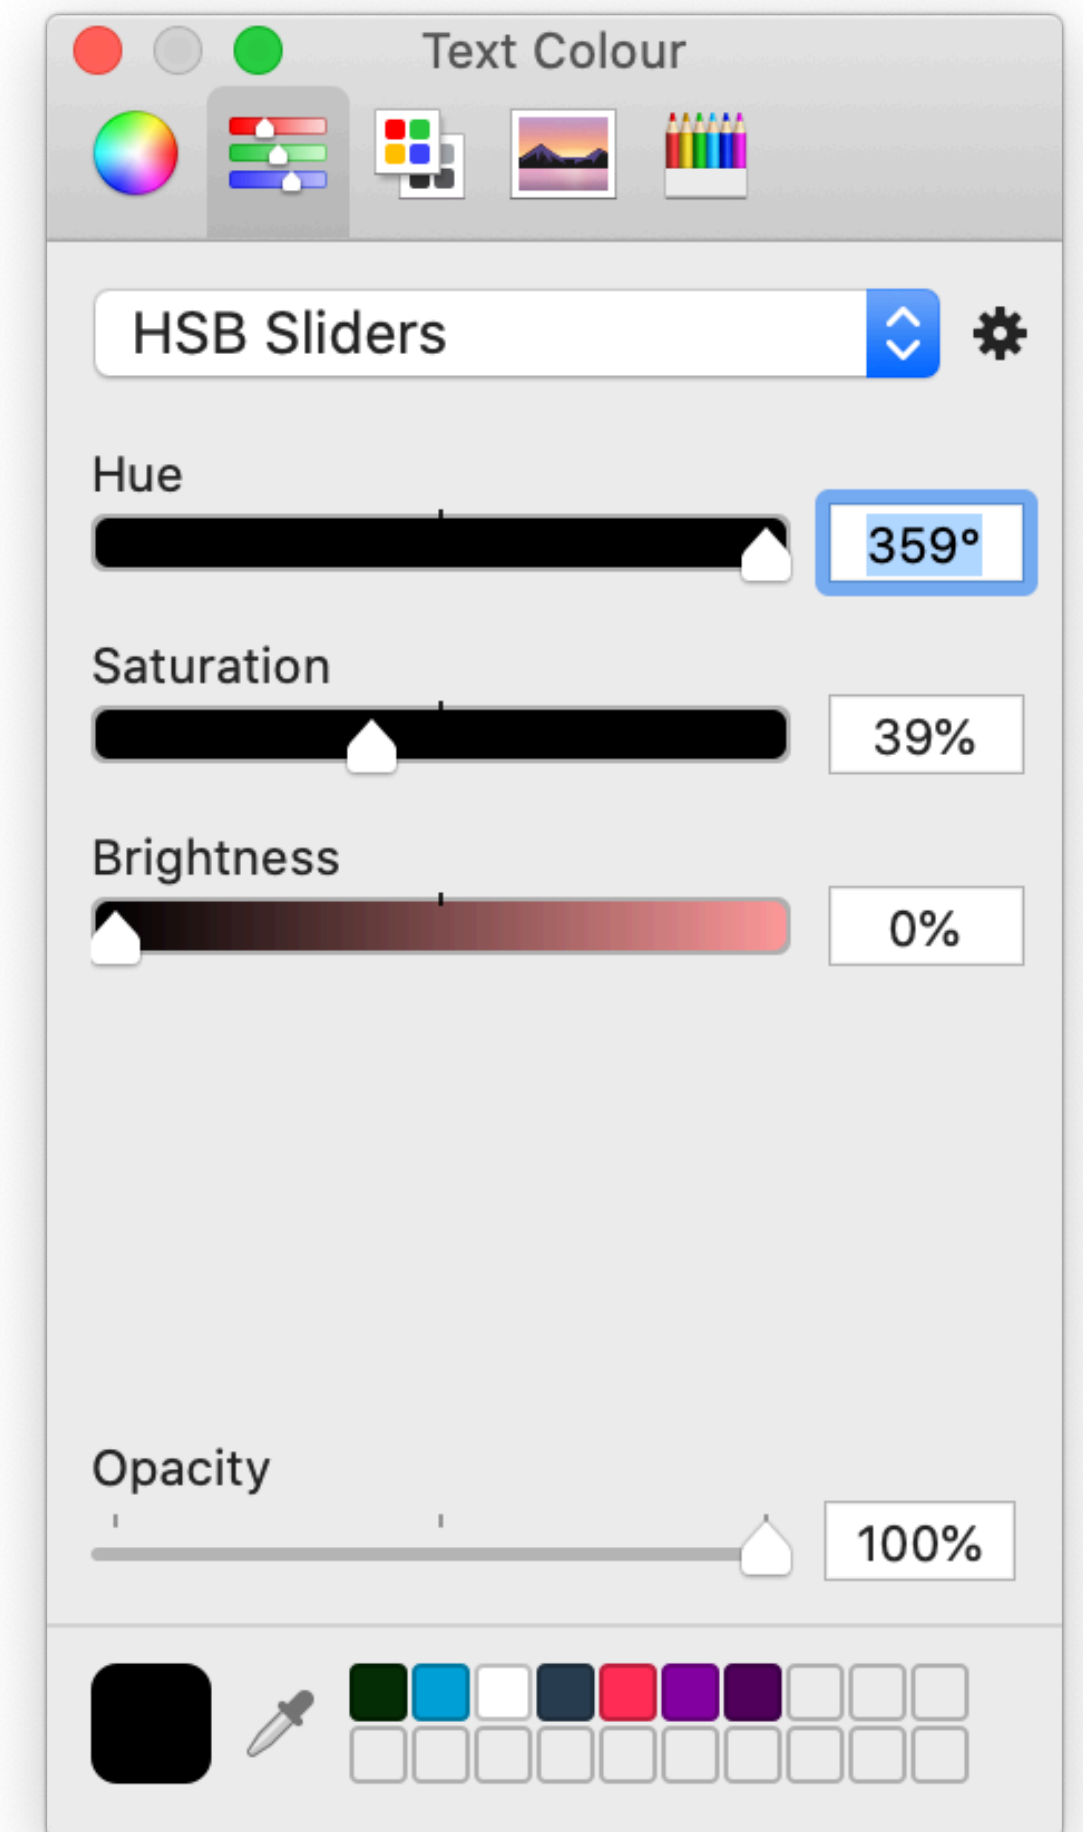 Text Colour
HSB Sliders
Hue
359°
Saturation
39%
Brightness
0%
Opacity
100%